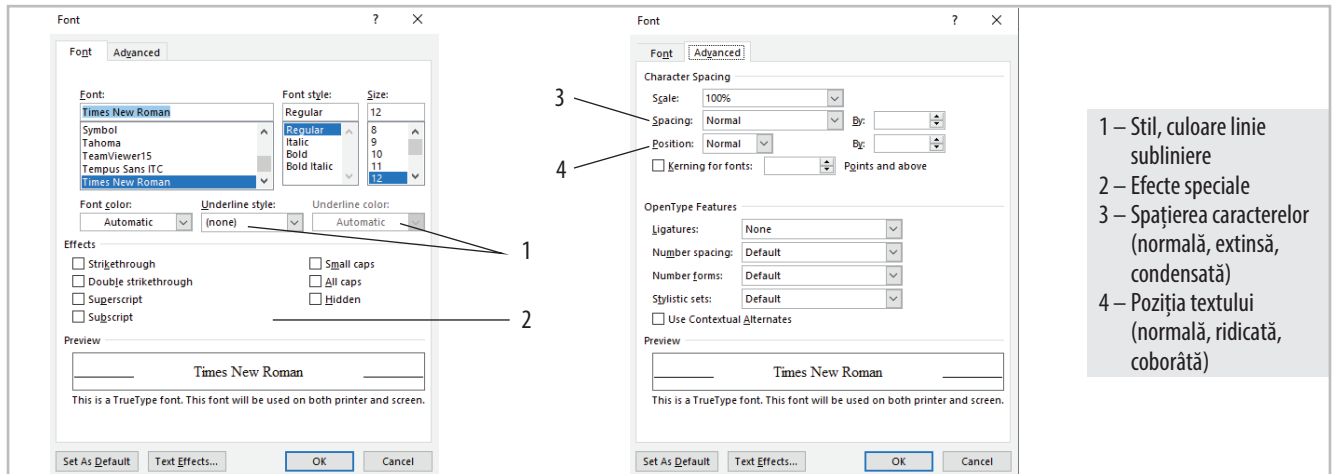 Font ? ×
Font Advanced
Font: Font style: Size:
Times New Roman Regular 12
Symbol
Tahoma
TeamViewer15
Tempus Sans ITC
Times New Roman
Regular
Italic
Bold
Bold Italic
8
9
10
11
12
Font color: Underline style: Underline color:
Automatic (none) Automatic
1
Effects
Strikethrough
Double strikethrough
Superscript
Subscript
Small caps
All caps
Hidden
2
Preview
Times New Roman
This is a TrueType font. This font will be used on both printer and screen.
Set As Default Text Effects... OK Cancel
Font ? ×
Font Advanced
Character Spacing
Scale: 100%
3
Spacing: Normal By:
4
Position: Normal By:
Kerning for fonts: Points and above
OpenType Features
Ligatures: None
Number spacing: Default
Number forms: Default
Stylistic sets: Default
Use Contextual Alternates
Preview
Times New Roman
This is a TrueType font. This font will be used on both printer and screen.
Set As Default Text Effects... OK Cancel
1 – Stil, culoare linie
subliniere
2 – Efecte speciale
3 – Spațierea caracterelor
(normală, extinsă,
condensată)
4 – Poziția textului
(normală, ridicată,
coborâtă)